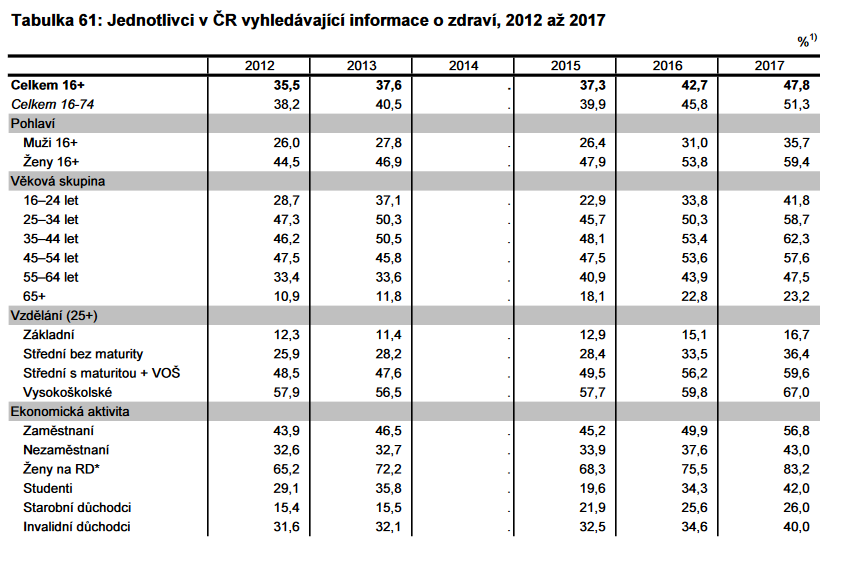 Tabulka 61: Jednotlivci v ČR vyhledávající informace o zdraví, 2012 až 2017
%1)
2012 2013 2014 2015 2016 2017
Celkem 16+ 35,5 37,6 . 37,3 42,7 47,8
Celkem 16-74 38,2 40,5 . 39,9 45,8 51,3
Pohlaví
Muži 16+ 26,0 27,8 . 26,4 31,0 35,7
Ženy 16+ 44,5 46,9 . 47,9 53,8 59,4
Věková skupina
16–24 let 28,7 37,1 . 22,9 33,8 41,8
25–34 let 47,3 50,3 . 45,7 50,3 58,7
35–44 let 46,2 50,5 . 48,1 53,4 62,3
45–54 let 47,5 45,8 . 47,5 53,6 57,6
55–64 let 33,4 33,6 . 40,9 43,9 47,5
65+ 10,9 11,8 . 18,1 22,8 23,2
Vzdělání (25+)
Základní 12,3 11,4 . 12,9 15,1 16,7
Střední bez maturity 25,9 28,2 . 28,4 33,5 36,4
Střední s maturitou + VOŠ 48,5 47,6 . 49,5 56,2 59,6
Vysokoškolské 57,9 56,5 . 57,7 59,8 67,0
Ekonomická aktivita
Zaměstnaní 43,9 46,5 . 45,2 49,9 56,8
Nezaměstnaní 32,6 32,7 . 33,9 37,6 43,0
Ženy na RD* 65,2 72,2 . 68,3 75,5 83,2
Studenti 29,1 35,8 . 19,6 34,3 42,0
Starobní důchodci 15,4 15,5 . 21,9 25,6 26,0
Invalidní důchodci 31,6 32,1 . 32,5 34,6 40,0